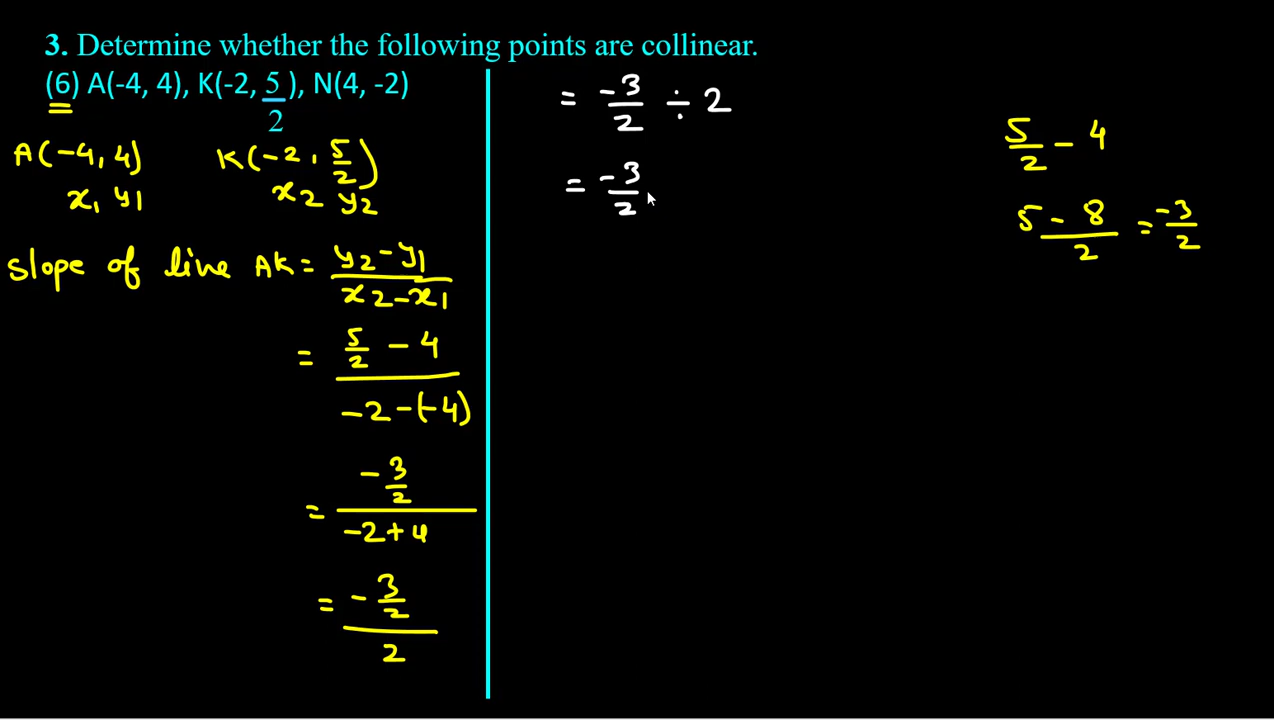 3. Determine whether the following points are collinear.
(6) A(-4, 4), K(-2, 5/2), N(4, -2)
A(-4, 4) K(-2, 5/2)
x1 y1 x2 y2
slope of line AK = y2-y1/x2-x1
= 5/2 - 4/-2-(-4)
= -3/2/-2+4
= -3/2/2
= -3/2 ÷ 2
= -3/2
5/2 - 4
5-8/2 = -3/2